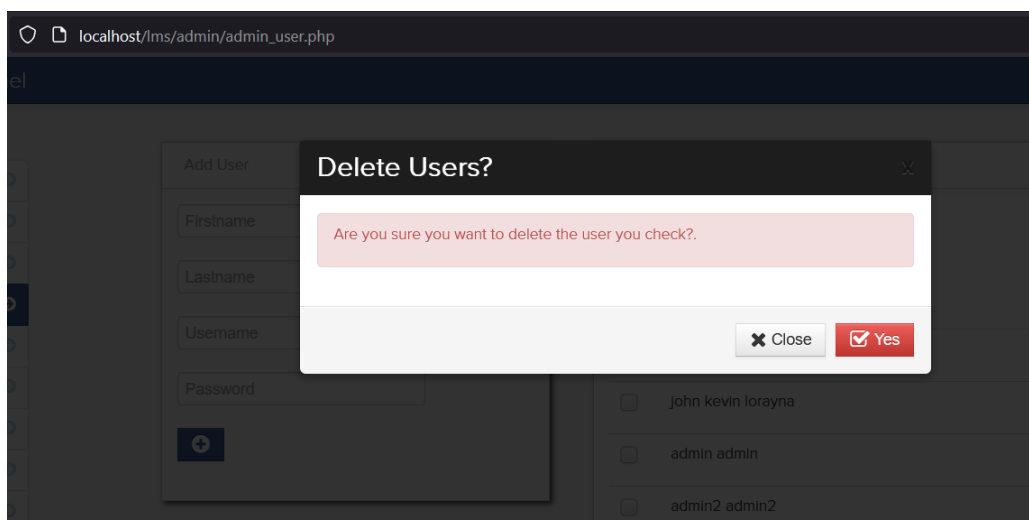 localhost/lms/admin/admin_user.php
el
Add User
Delete Users?
x
Firstname
Are you sure you want to delete the user you check?.
Lastname
Username
Close
Yes
Password
john kevin lorayna
admin admin
admin2 admin2